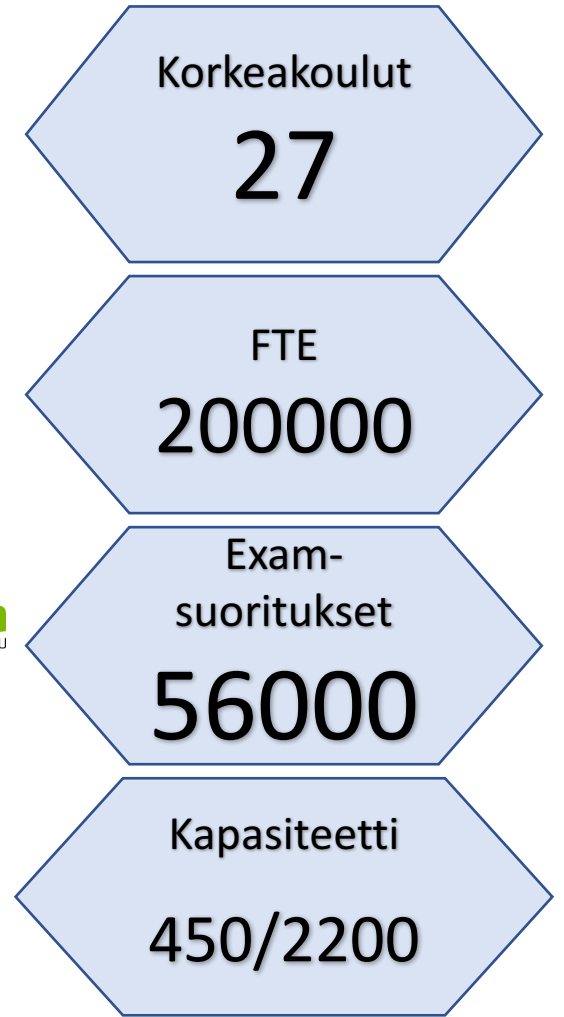 Korkeakoulut
27
FTE
200000
Exam-
suoritukset
56000
Kapasiteetti
450/2200